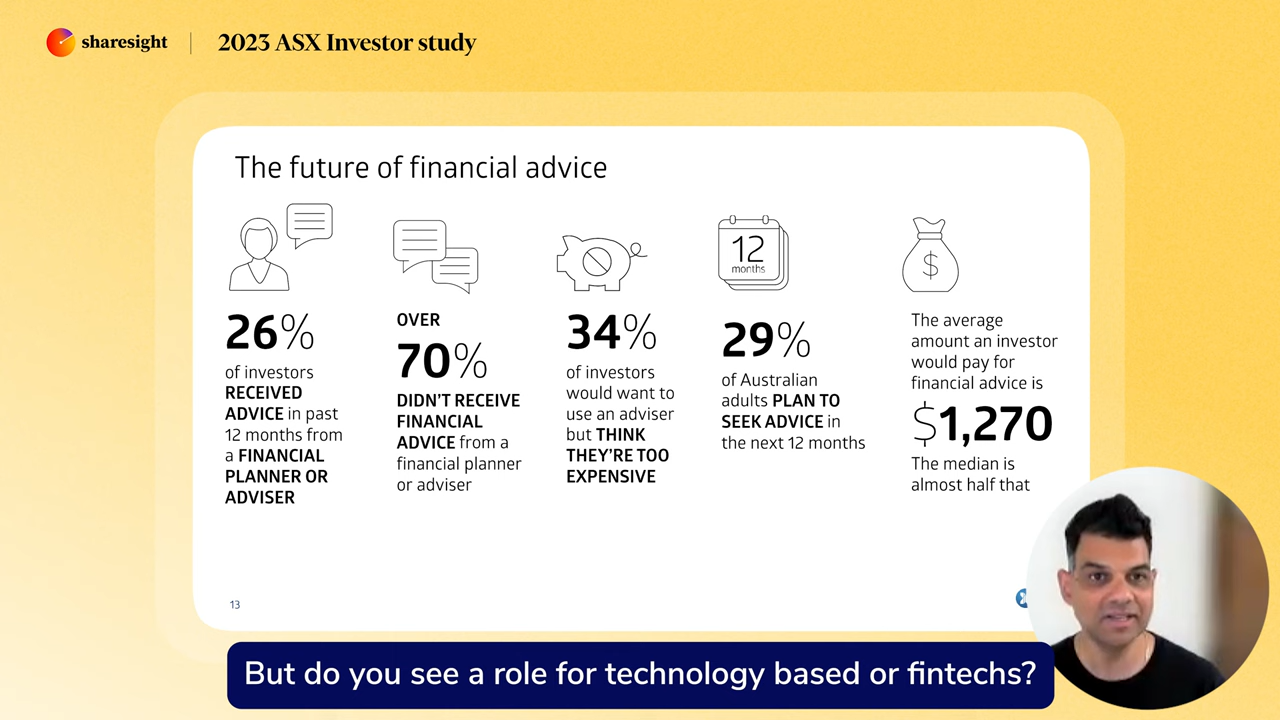 sharesight
2023 ASX Investor study
The future of financial advice
26%
of investors
RECEIVED
ADVICE in past
12 months from
a FINANCIAL
PLANNER OR
ADVISER
OVER
70%
DIDN'T RECEIVE
FINANCIAL
ADVICE from a
financial planner
or adviser
34%
of investors
would want to
use an adviser
but THINK
THEY'RE TOO
EXPENSIVE
12
months
29%
of Australian
adults PLAN TO
SEEK ADVICE in
the next 12 months
$
The average
amount an investor
would pay for
financial advice is
$1,270
The median is
almost half that
13
But do you see a role for technology based or fintechs?